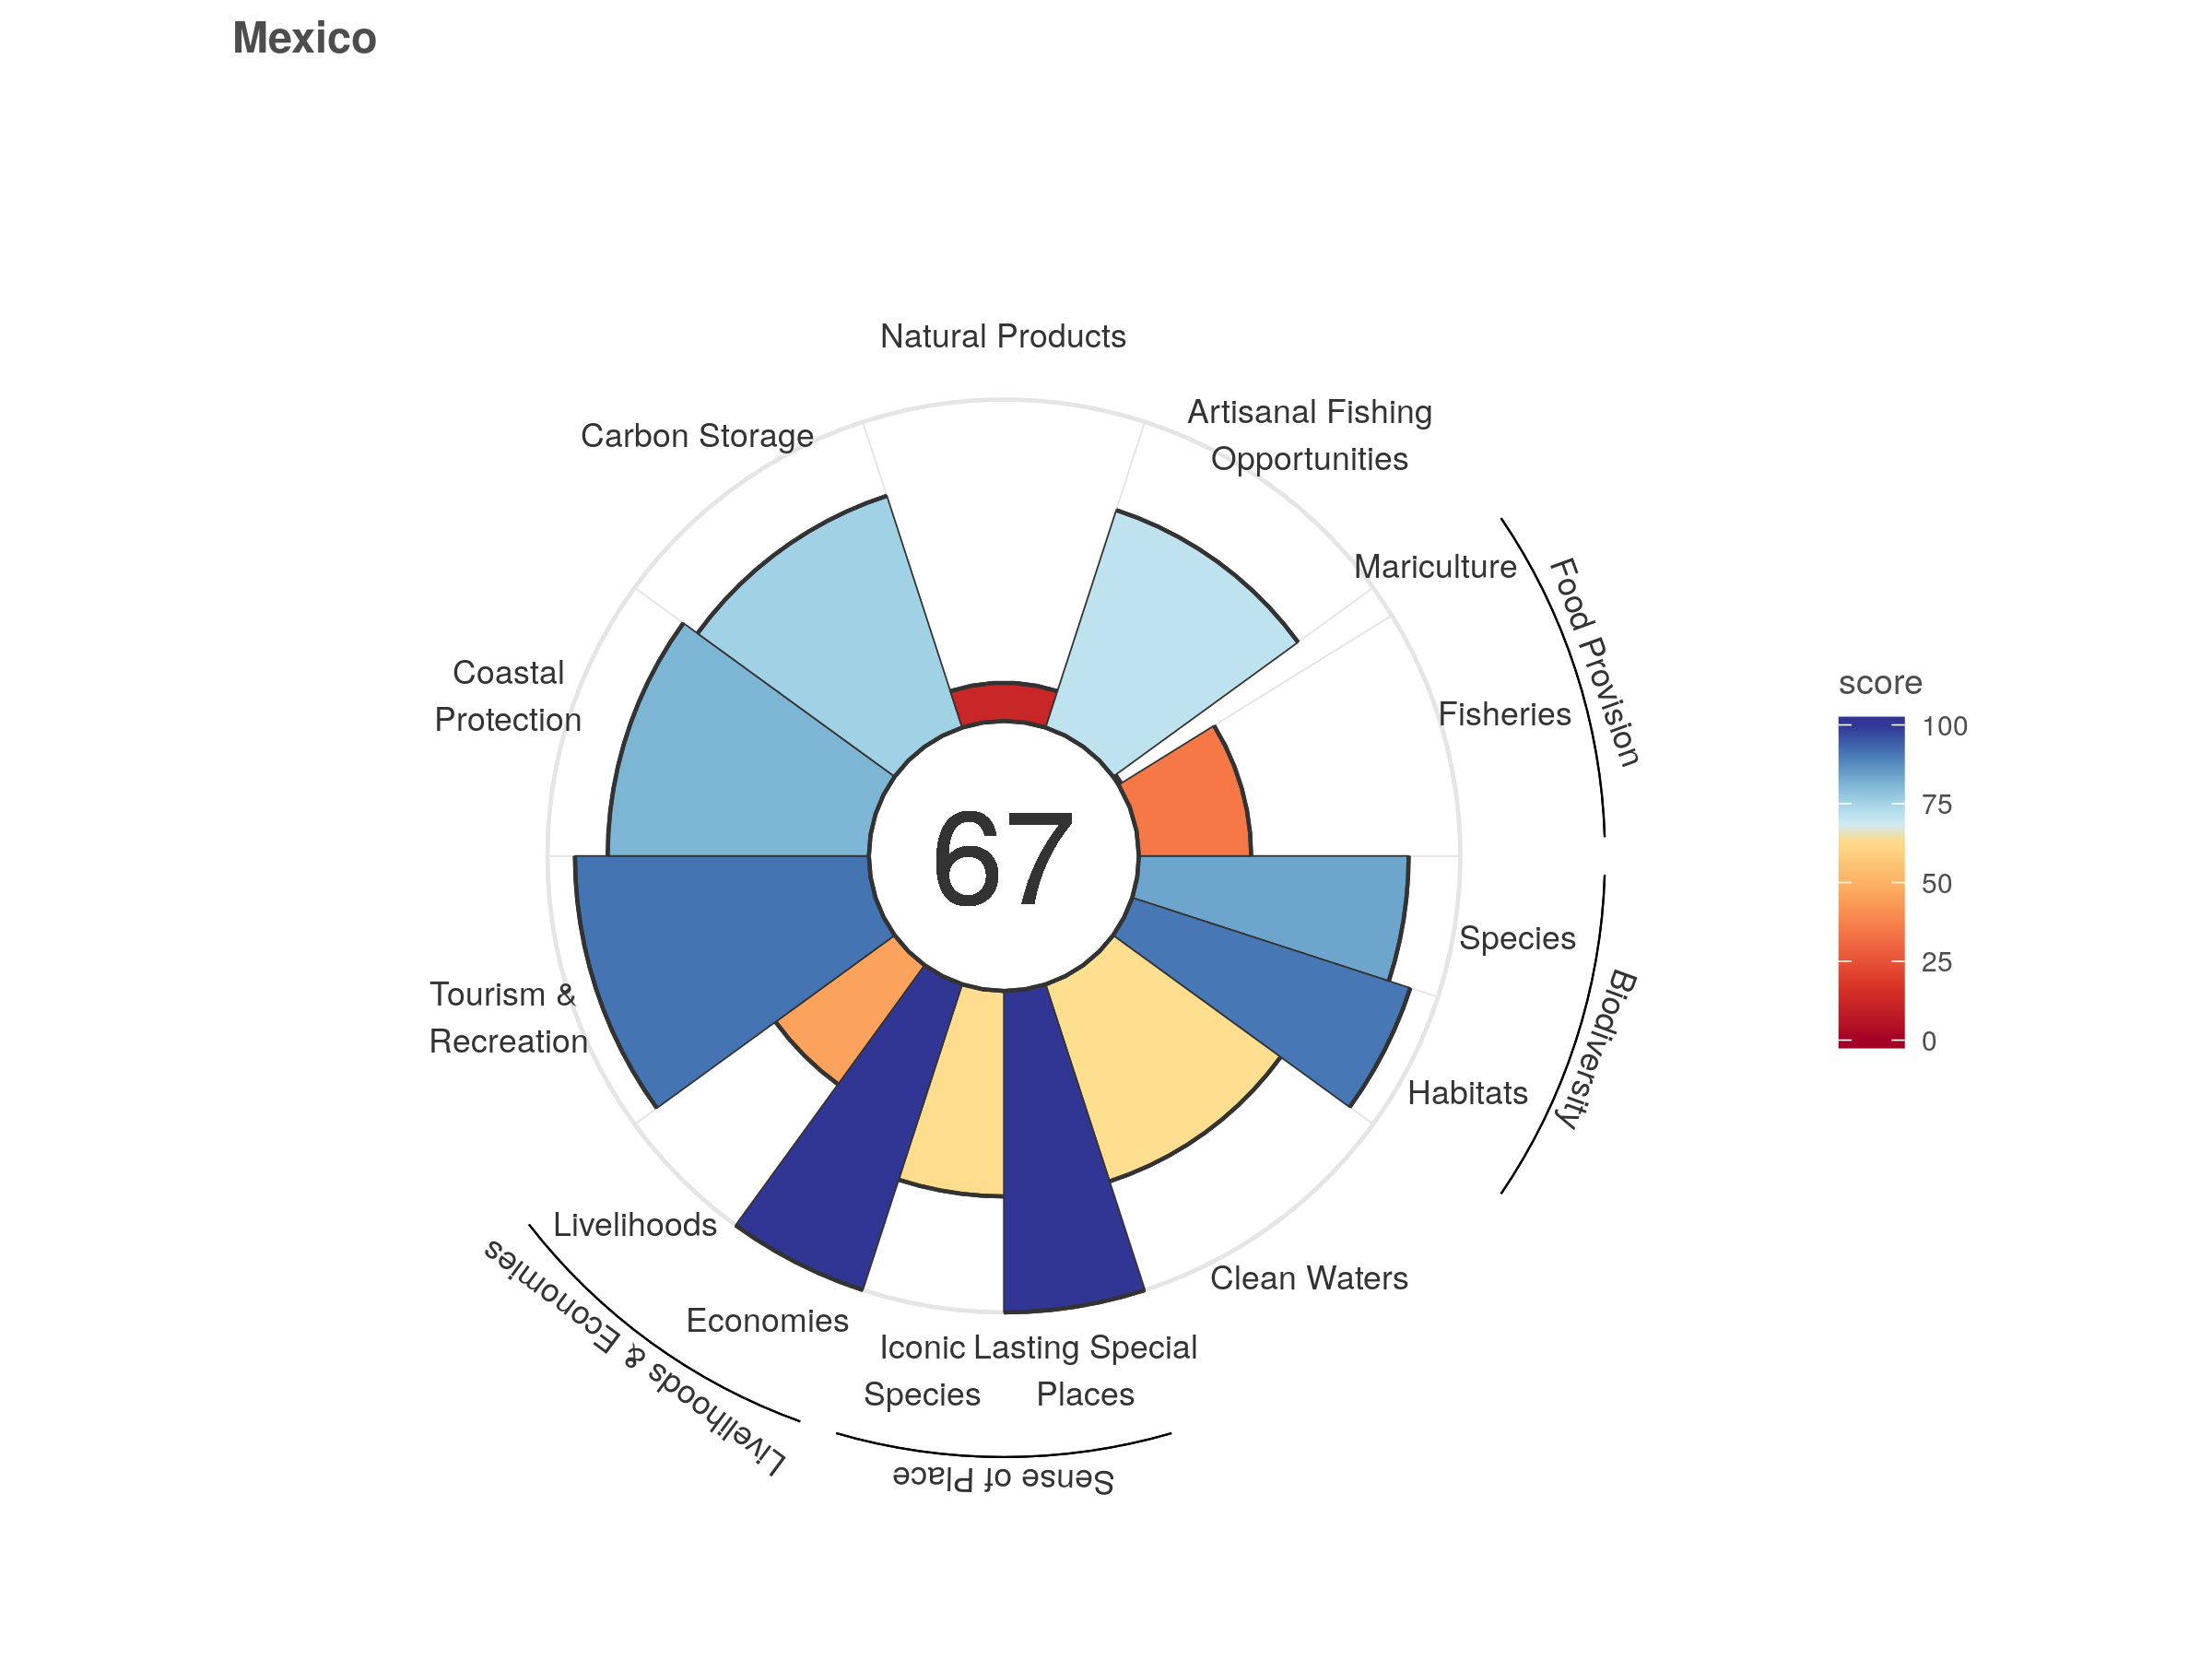 Mexico
Natural Products
Artisanal Fishing
Opportunities
Carbon Storage
Mariculture
Food Provision
Fisheries
Coastal
Protection
67
Species
Biodiversity
Habitats
Tourism &
Recreation
Livelihoods
Clean Waters
Economies
Livelihoods & Economies
Iconic
Species
Lasting Special
Places
Sense of Place
score
100
75
50
25
0